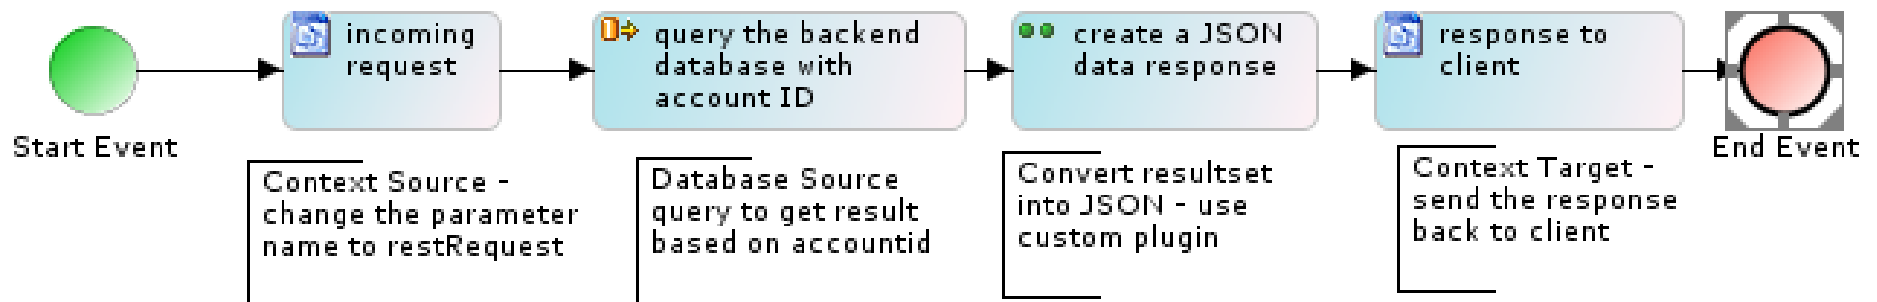 incoming
request
query the backend
database with
account ID
create a JSON
data response
response to
client
Start Event
End Event
Context Source -
change the parameter
name to restRequest
Database Source
query to get result
based on accountid
Convert resultset
into JSON - use
custom plugin
Context Target -
send the response
back to client